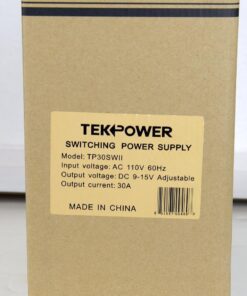 TEKPOWER
SWITCHING POWER SUPPLY
Model: TP30SWII
Input voltage: AC 110V 60Hz
Output voltage: DC 9-15V Adjustable
Output current: 30A
MADE IN CHINA